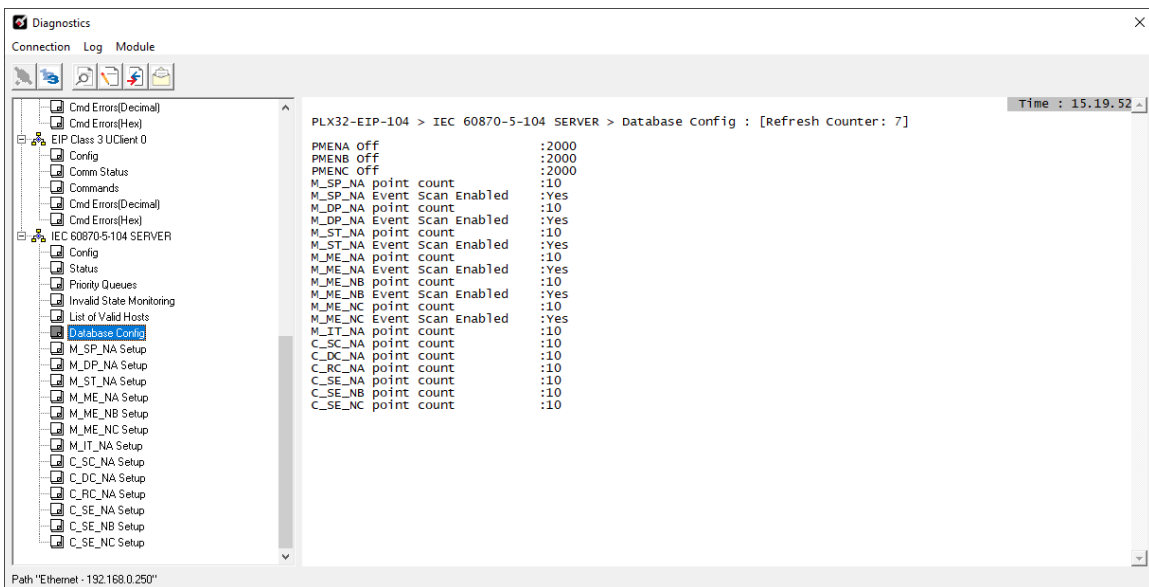 Diagnostics
Connection Log Module
Cmd Errors(Decimal)
Cmd Errors(Hex)
EIP Class 3 UClient 0
Config
Comm Status
Commands
Cmd Errors(Decimal)
Cmd Errors(Hex)
IEC 60870-5-104 SERVER
Config
Status
Priority Queues
Invalid State Monitoring
List of Valid Hosts
Database Config
M_SP_NA Setup
M_DP_NA Setup
M_ST_NA Setup
M_ME_NA Setup
M_ME_NB Setup
M_ME_NC Setup
M_IT_NA Setup
C_SC_NA Setup
C_DC_NA Setup
C_RC_NA Setup
C_SE_NA Setup
C_SE_NB Setup
C_SE_NC Setup
Time : 15.19.52
PLX32-EIP-104 > IEC 60870-5-104 SERVER > Database Config : [Refresh Counter: 7]
PMENA Off :2000
PMENB Off :2000
PMENC Off :2000
M_SP_NA point count :10
M_SP_NA Event Scan Enabled :Yes
M_DP_NA point count :10
M_DP_NA Event Scan Enabled :Yes
M_ST_NA point count :10
M_ST_NA Event Scan Enabled :Yes
M_ME_NA point count :10
M_ME_NA Event Scan Enabled :Yes
M_ME_NB point count :10
M_ME_NB Event Scan Enabled :Yes
M_ME_NC point count :10
M_ME_NC Event Scan Enabled :Yes
M_IT_NA point count :10
C_SC_NA point count :10
C_DC_NA point count :10
C_RC_NA point count :10
C_SE_NA point count :10
C_SE_NB point count :10
C_SE_NC point count :10
Path "Ethernet - 192.168.0.250"